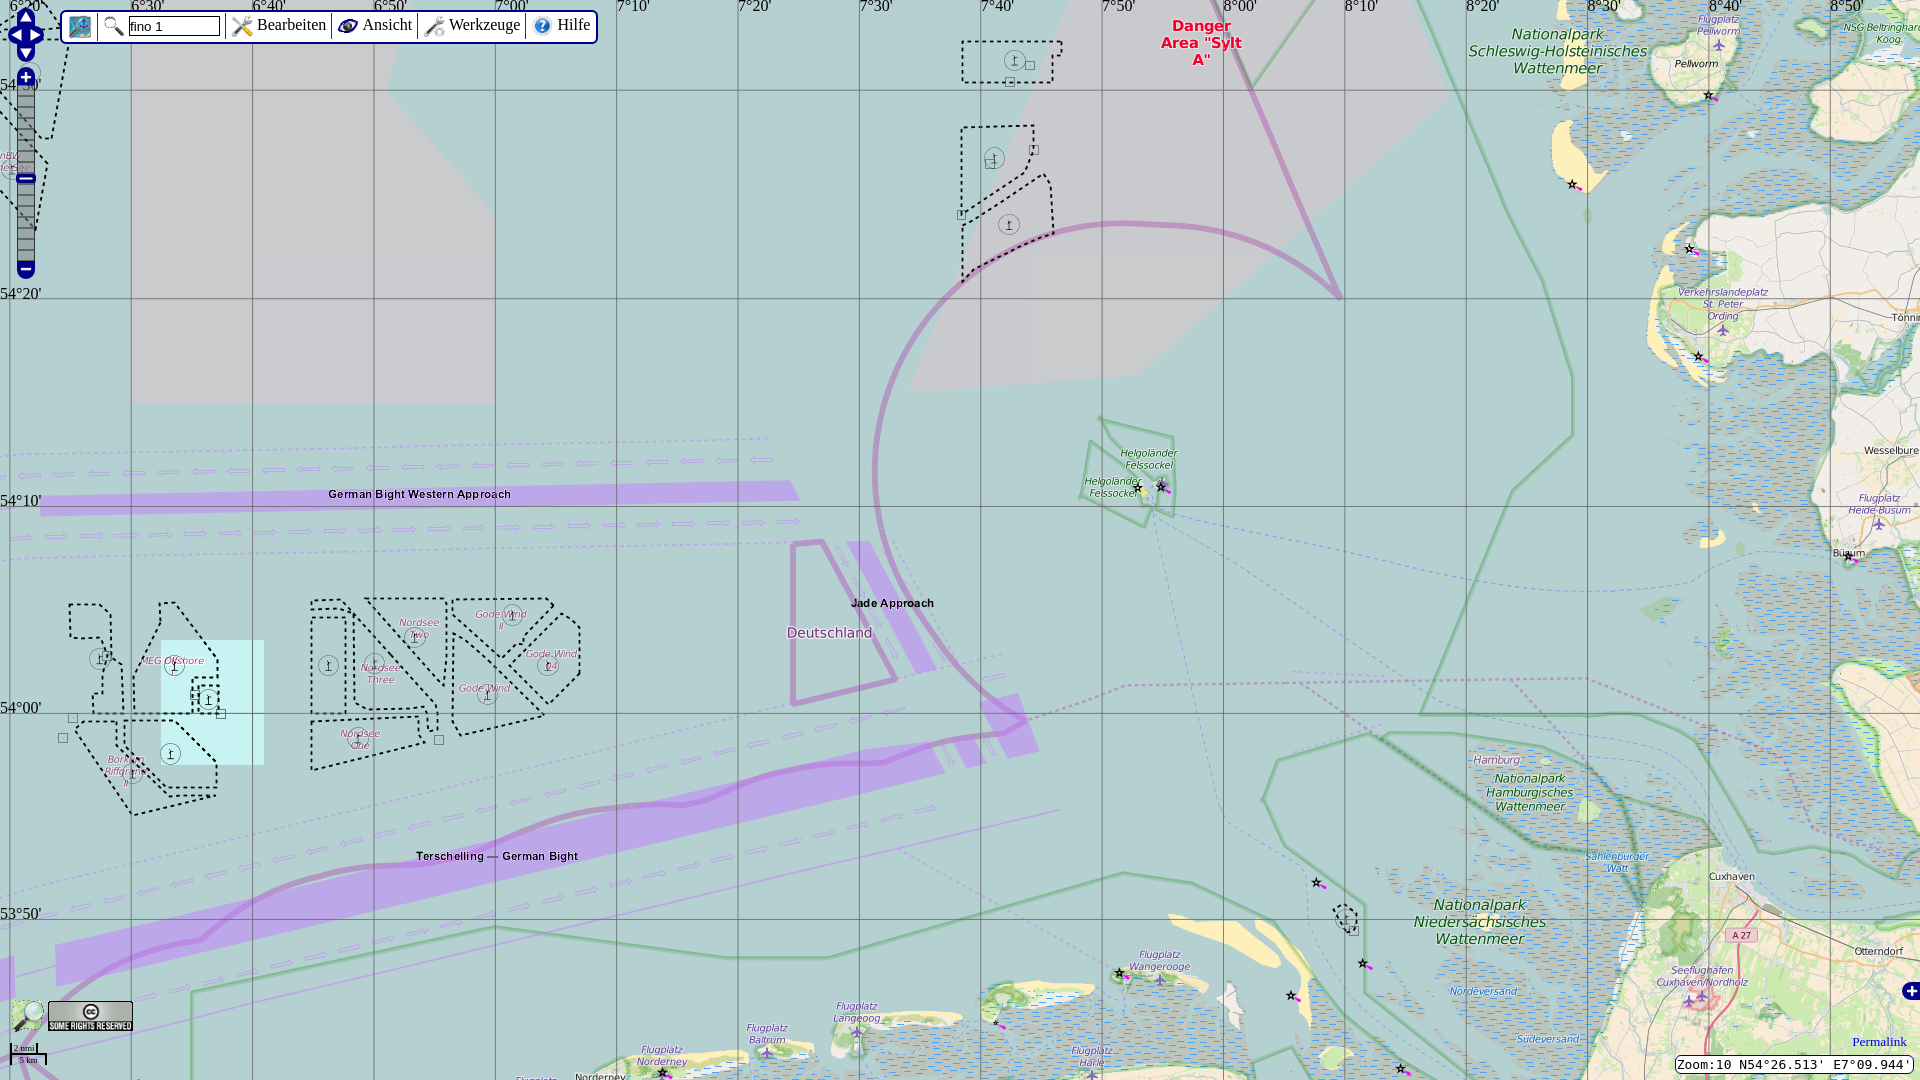 6°20'
6°30'
6°40'
6°50'
7°00'
7°10'
7°20'
7°30'
7°40'
7°50'
8°00'
8°10'
8°20'
8°30'
8°40'
8°50'
fino 1
Bearbeiten
Ansicht
Werkzeuge
Hilfe
Danger
Area "Sylt
A"
Nationalpark
Schleswig-Holsteinisches
Wattenmeer
Flugplatz
Pellworm
Pellworm
NSG Beltringharder
Koog
54°30'
54°20'
Verkehrslandeplatz
St. Peter
Ording
Tönnin
Wesselbure
Helgoländer
Felssockel
Helgoländer
Felssockel
German Bight Western Approach
54°10'
Flugplatz
Heide-Busum
Büsum
Jade Approach
Deutschland
Gode Wind
II
Nordsee
Two
Gode Wind
04
MEG Offshore
Nordsee
Three
Gode Wind
54°00'
Nordsee
One
Borkum
Riffgrund
II
Hamburg
Nationalpark
Hamburgisches
Wattenmeer
Terschelling — German Bight
Sahlenburger
Watt
Cuxhaven
53°50'
Nationalpark
Niedersächsisches
Wattenmeer
A 27
Otterndorf
Flugplatz
Wangerooge
Seeflughafen
Cuxhaven/Nordholz
Nordeversand
Flugplatz
Langeoog
Flugplatz
Baltrum
Flugplatz
Norderney
Flugplatz
Harle
Norderney
Suderversand
SOME RIGHTS RESERVED
2 nmi
5 km
Permalink
Zoom:10 N54°26.513' E7°09.944'